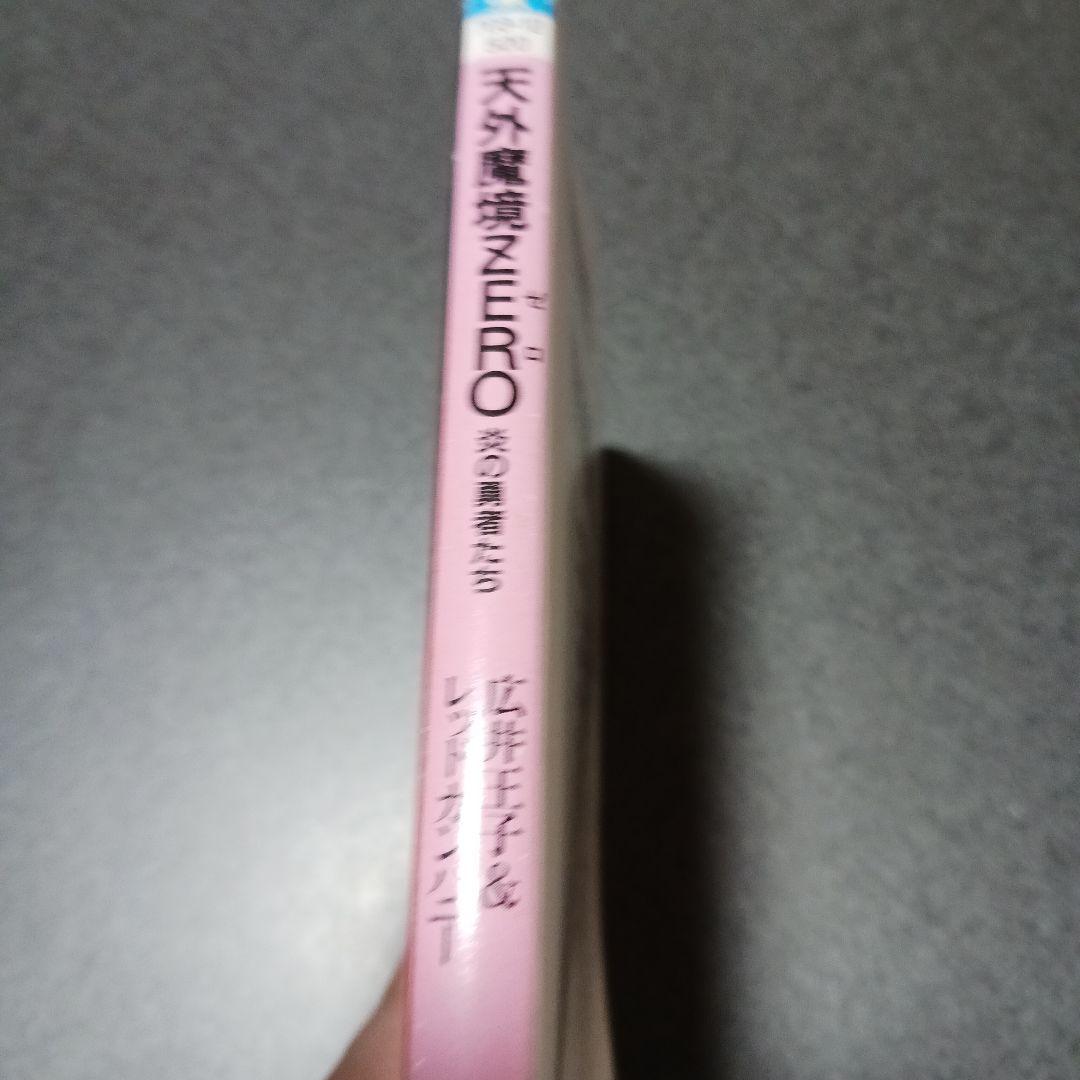 天外魔境ZERO
ゼロ
炎の勇者たち
広井王子&
レッドカンパニー